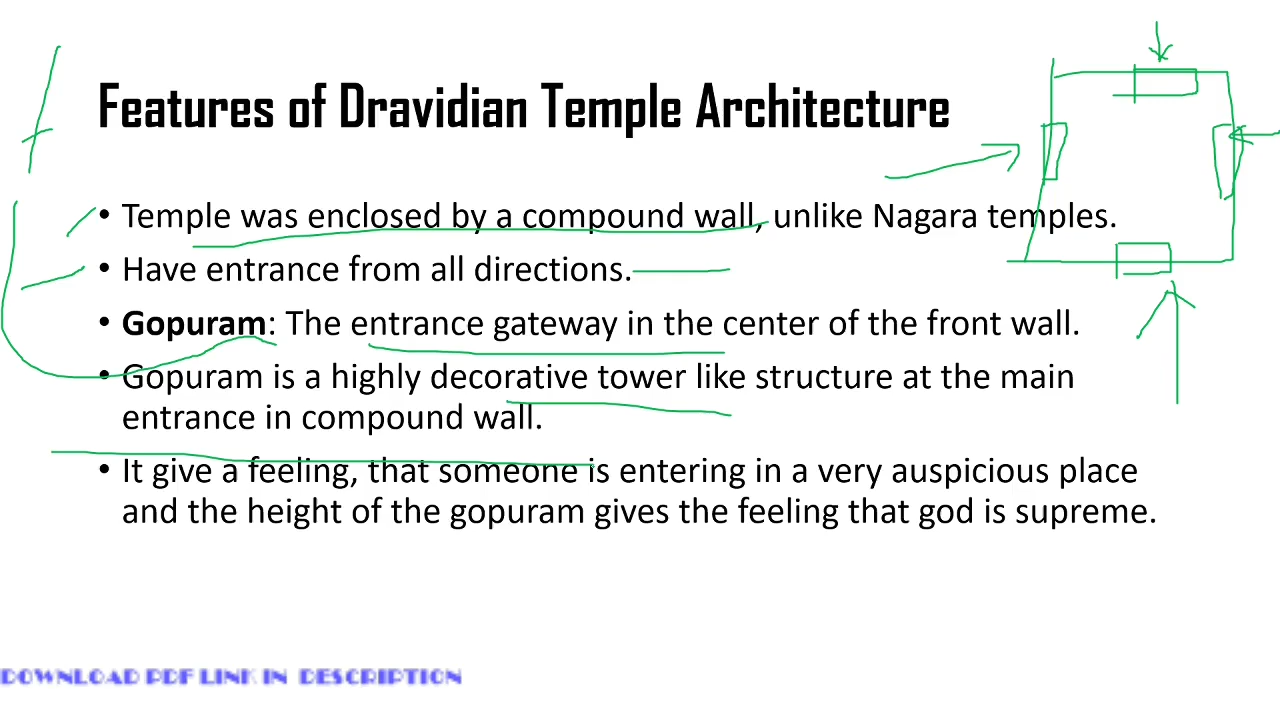 Features of Dravidian Temple Architecture
• Temple was enclosed by a compound wall, unlike Nagara temples.
• Have entrance from all directions.
• Gopuram: The entrance gateway in the center of the front wall.
• Gopuram is a highly decorative tower like structure at the main
entrance in compound wall.
• It give a feeling, that someone is entering in a very auspicious place
and the height of the gopuram gives the feeling that god is supreme.
DOWNLOAD PDF LINK IN DESCRIPTION